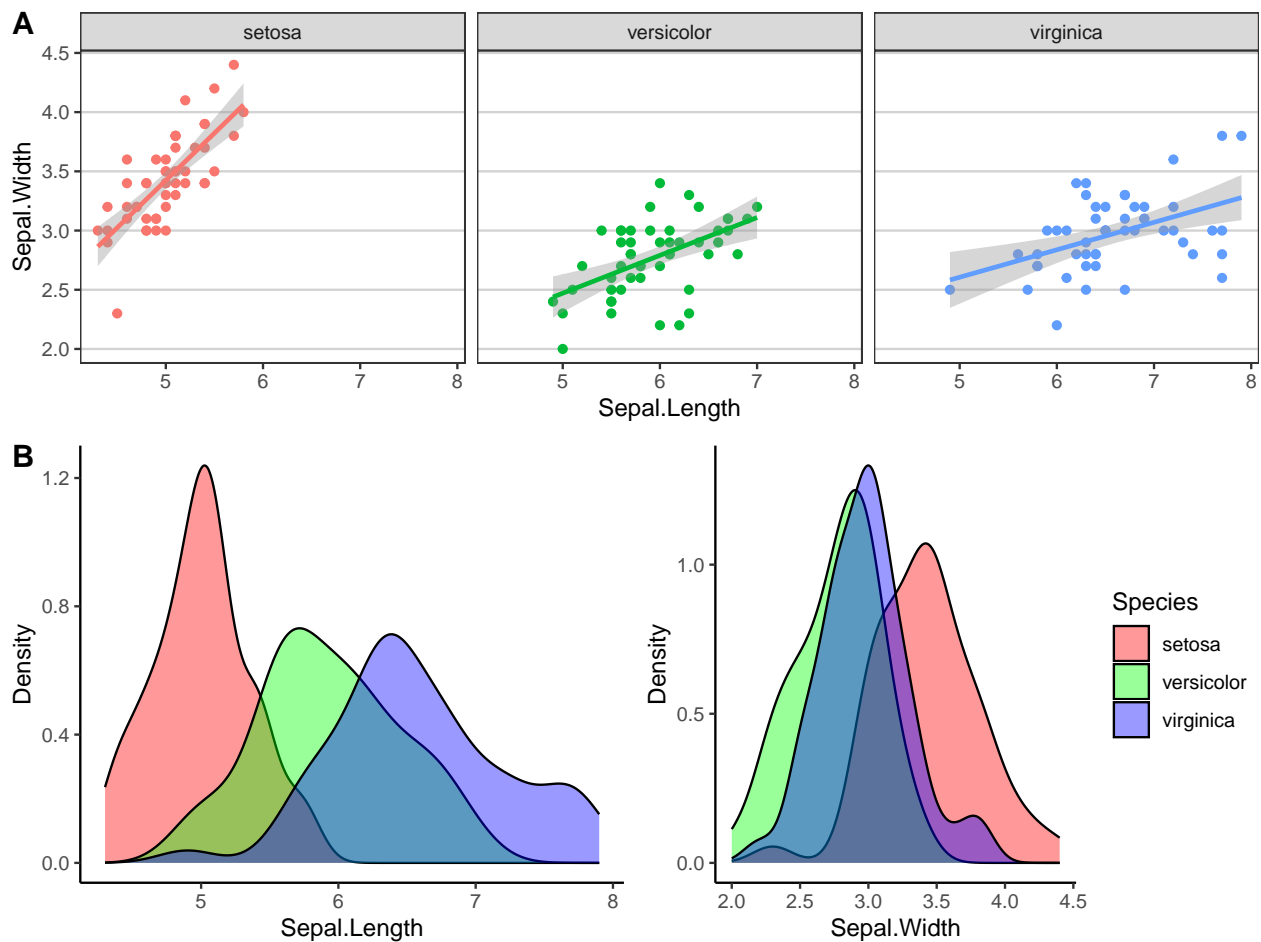 A
setosa
versicolor
virginica
Sepal.Width
4.5
4.0
3.5
3.0
2.5
2.0
5 6 7 8
5 6 7 8
5 6 7 8
Sepal.Length
B
Density
1.2
0.8
0.4
0.0
5 6 7 8
Sepal.Length
Density
1.0
0.5
0.0
2.0 2.5 3.0 3.5 4.0 4.5
Sepal.Width
Species
setosa
versicolor
virginica